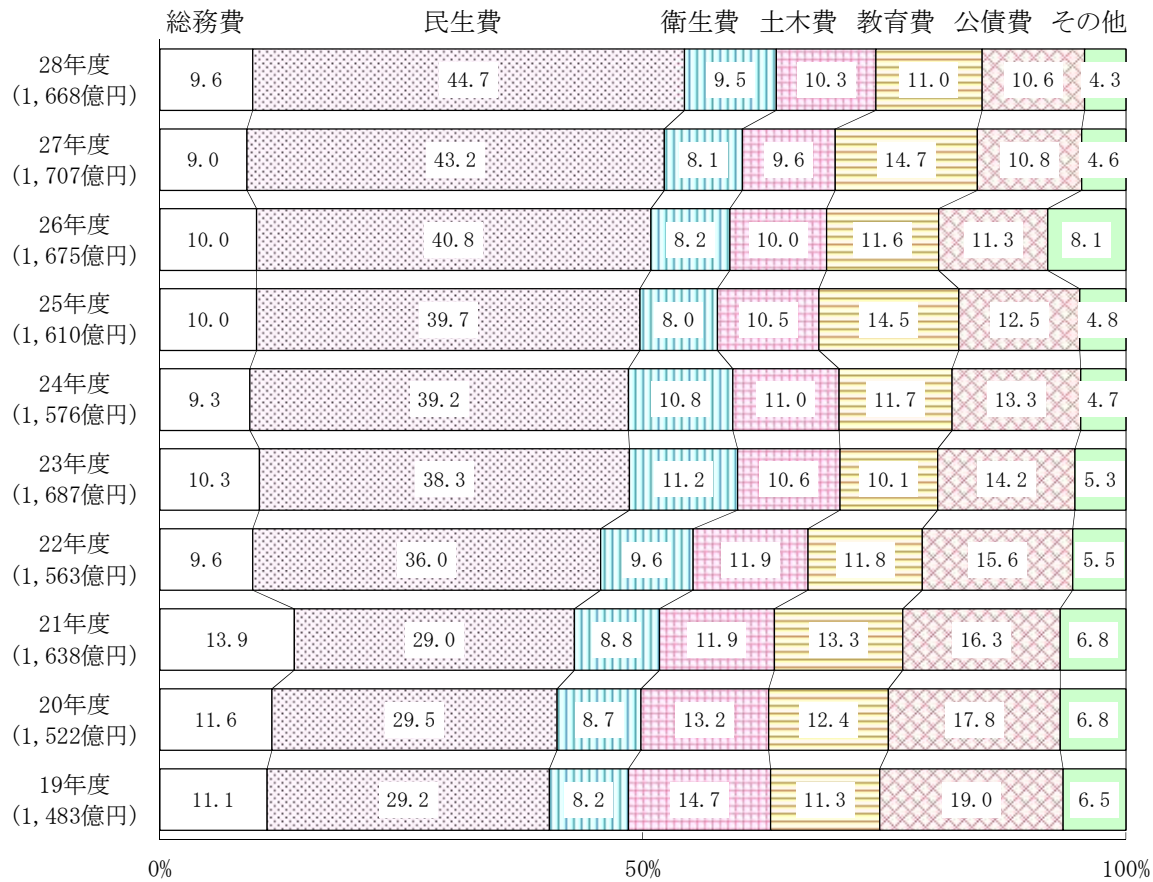 総務費 民生費 衛生費 土木費 教育費 公債費 その他
28年度
(1,668億円)
9.6 44.7 9.5 10.3 11.0 10.6 4.3
27年度
(1,707億円)
9.0 43.2 8.1 9.6 14.7 10.8 4.6
26年度
(1,675億円)
10.0 40.8 8.2 10.0 11.6 11.3 8.1
25年度
(1,610億円)
10.0 39.7 8.0 10.5 14.5 12.5 4.8
24年度
(1,576億円)
9.3 39.2 10.8 11.0 11.7 13.3 4.7
23年度
(1,687億円)
10.3 38.3 11.2 10.6 10.1 14.2 5.3
22年度
(1,563億円)
9.6 36.0 9.6 11.9 11.8 15.6 5.5
21年度
(1,638億円)
13.9 29.0 8.8 11.9 13.3 16.3 6.8
20年度
(1,522億円)
11.6 29.5 8.7 13.2 12.4 17.8 6.8
19年度
(1,483億円)
11.1 29.2 8.2 14.7 11.3 19.0 6.5
0% 50% 100%